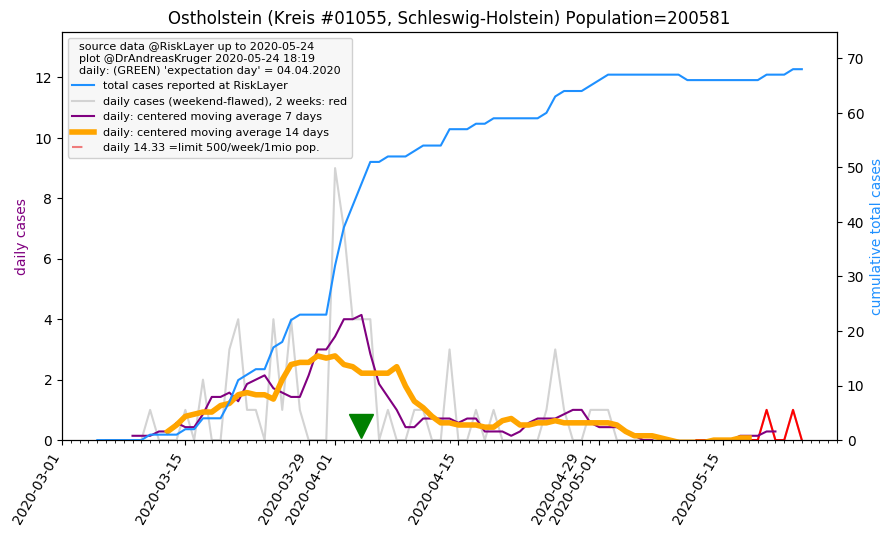 Ostholstein (Kreis #01055, Schleswig-Holstein) Population=200581
source data @RiskLayer up to 2020-05-24
plot @DrAndreasKruger 2020-05-24 18:19
daily: (GREEN) 'expectation day' = 04.04.2020
total cases reported at RiskLayer
daily cases (weekend-flawed), 2 weeks: red
daily: centered moving average 7 days
daily: centered moving average 14 days
daily 14.33 =limit 500/week/1mio pop.
daily cases
12
10
8
6
4
2
0
70
60
50
40
30
20
10
0
cumulative total cases
2020-03-01
2020-03-15
2020-03-29
2020-04-01
2020-04-15
2020-04-29
2020-05-01
2020-05-15